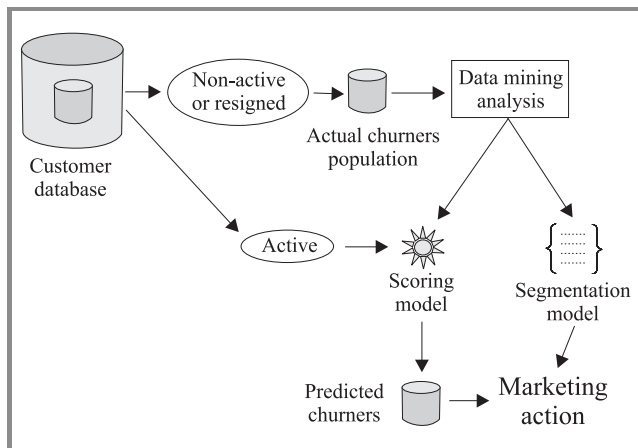 Non-active
or resigned
Data mining
analysis
Actual churners
population
Customer
database
Active
Scoring
model
Segmentation
model
Predicted
churners
Marketing
action